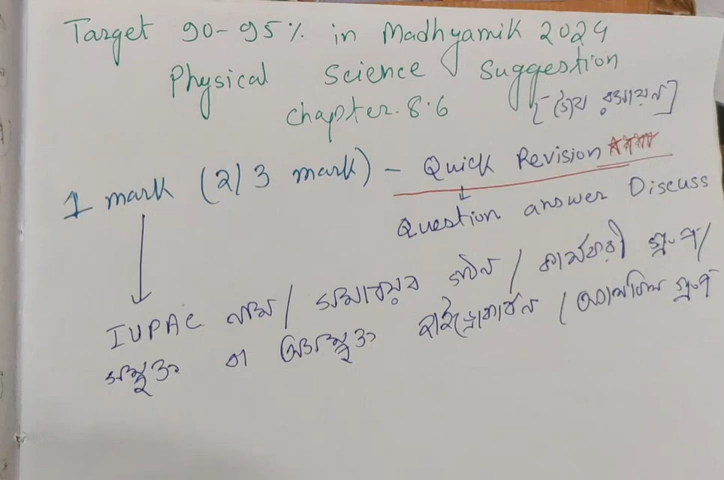 Target 90-95% in Madhyamik 2024
Physical Science Suggestion
chapter.8.6 [জৈব রসায়ন]
1 mark (2/3 mark) - Quick Revision
Question answer Discuss
IUPAC নাম / সমাবয়ব গঠন / কার্যকরী গ্রুপ /
সম্পৃক্ত বা অসম্পৃক্ত হাইড্রোকার্বন / অ্যালকিল গ্রুপ